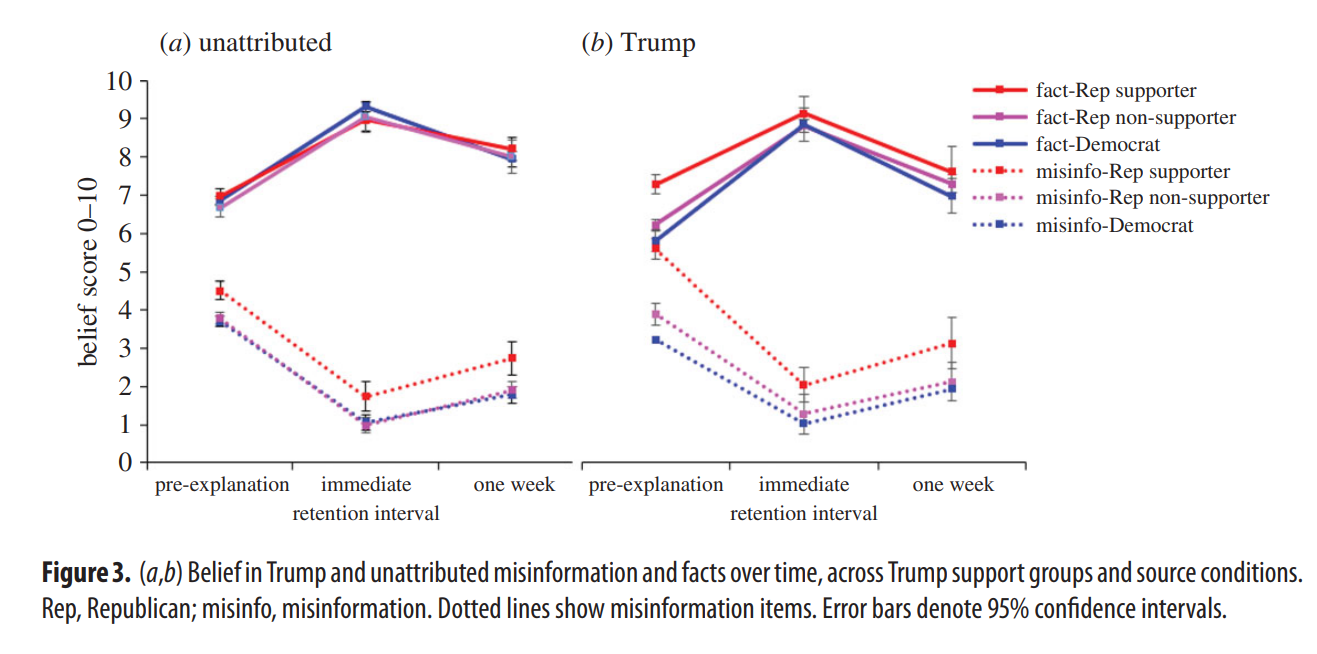 (a) unattributed
(b) Trump
10
9
8
7
6
5
4
3
2
1
0
belief score 0–10
pre-explanation immediate one week
retention interval
pre-explanation immediate one week
retention interval
fact-Rep supporter
fact-Rep non-supporter
fact-Democrat
misinfo-Rep supporter
misinfo-Rep non-supporter
misinfo-Democrat
Figure 3. (a,b) Belief in Trump and unattributed misinformation and facts over time, across Trump support groups and source conditions.
Rep, Republican; misinfo, misinformation. Dotted lines show misinformation items. Error bars denote 95% confidence intervals.